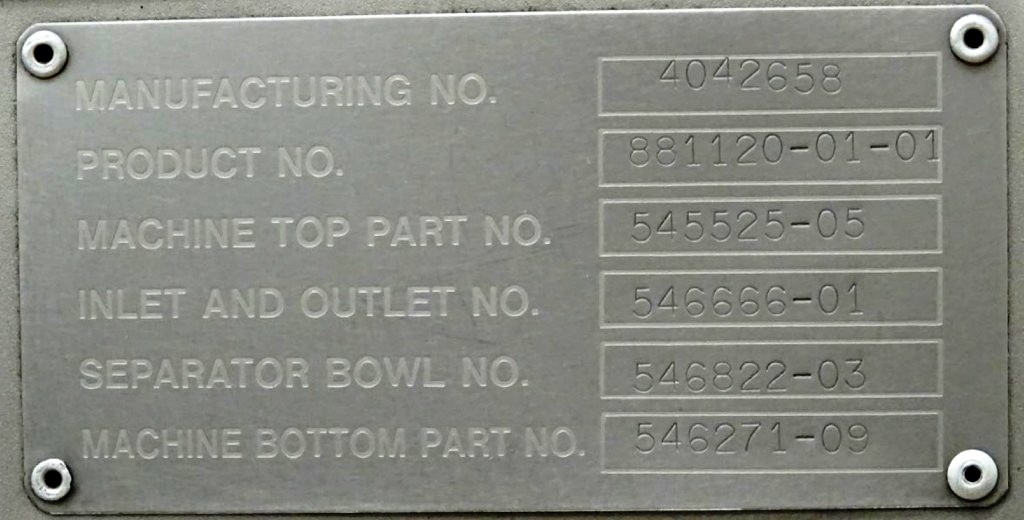 MANUFACTURING NO. 4042658
PRODUCT NO. 881120-01-01
MACHINE TOP PART NO. 545525-05
INLET AND OUTLET NO. 546666-01
SEPARATOR BOWL NO. 546822-03
MACHINE BOTTOM PART NO. 546271-09